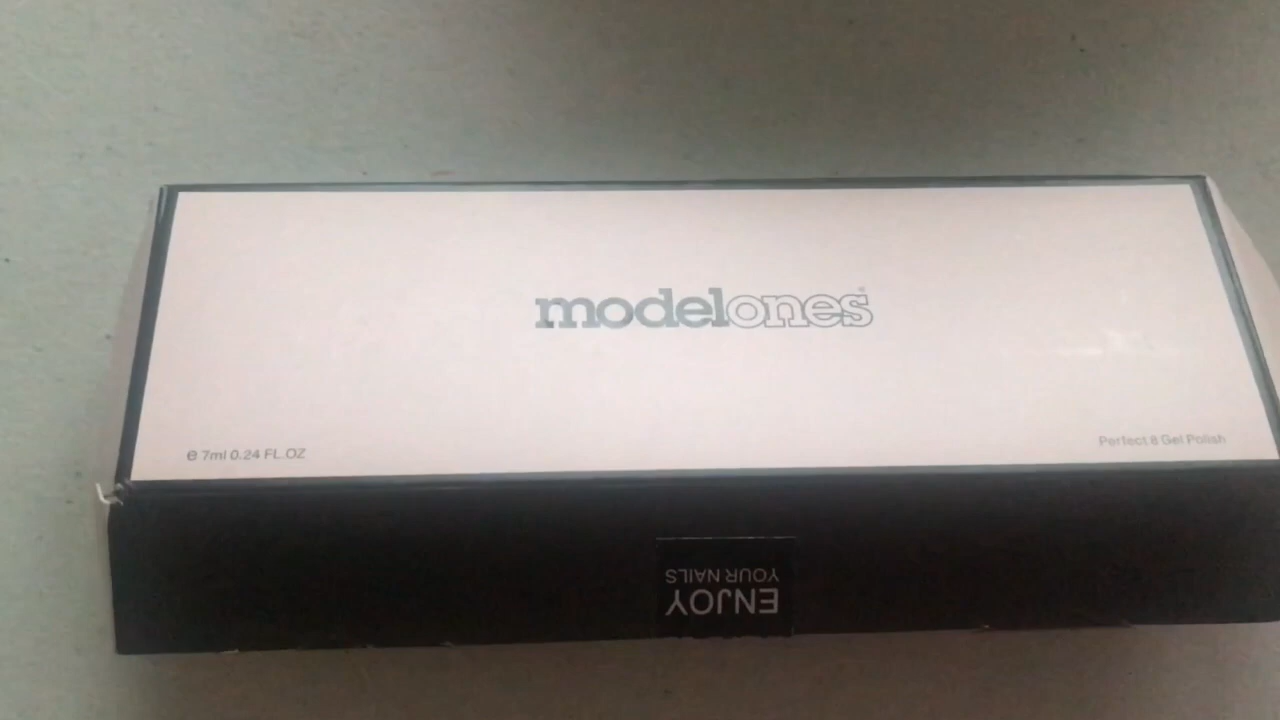 modelones®
e 7ml 0.24 FL.OZ
Perfect 8 Gel Polish
ENJOY
YOUR NAILS